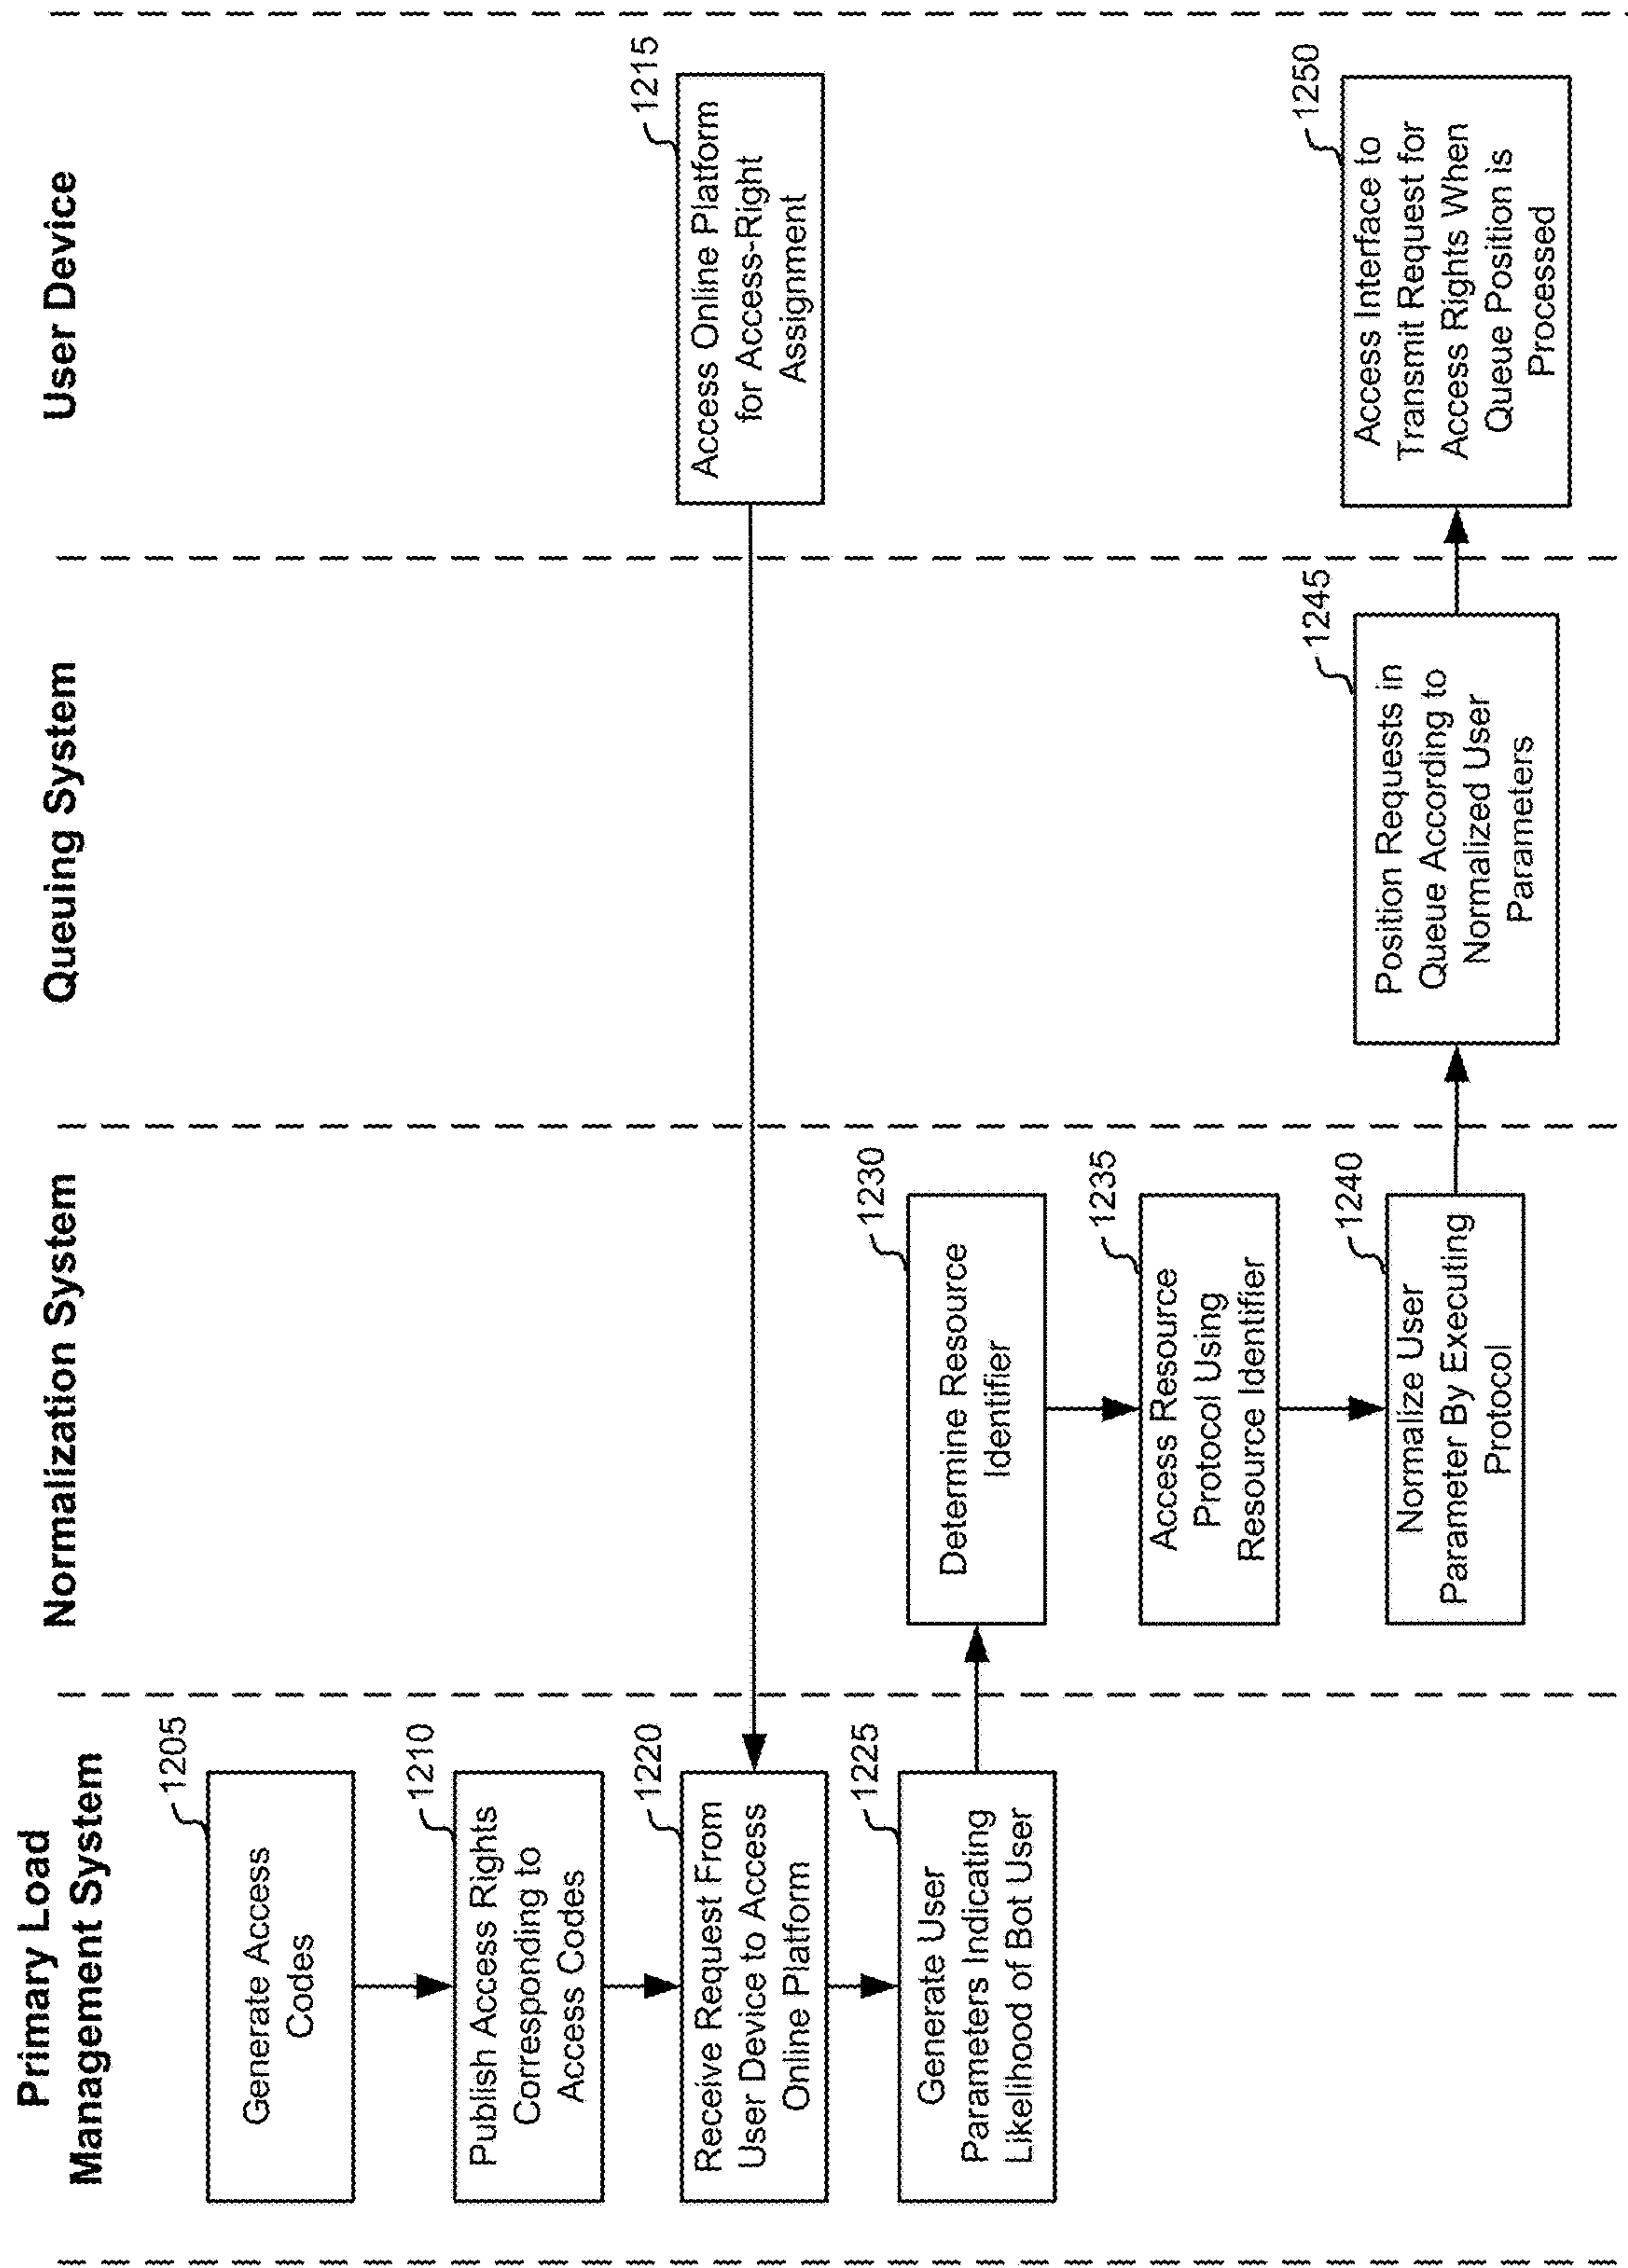 Primary Load
Management System
Normalization System
Queuing System
User Device
1205
Generate Access
Codes
1210
Publish Access Rights
Corresponding to
Access Codes
1215
Access Online Platform
for Access-Right
Assignment
1220
Receive Request From
User Device to Access
Online Platform
1225
Generate User
Parameters Indicating
Likelihood of Bot User
1230
Determine Resource
Identifier
1235
Access Resource
Protocol Using
Resource Identifier
1240
Normalize User
Parameter By Executing
Protocol
1245
Position Requests in
Queue According to
Normalized User
Parameters
1250
Access Interface to
Transmit Request for
Access Rights When
Queue Position is
Processed